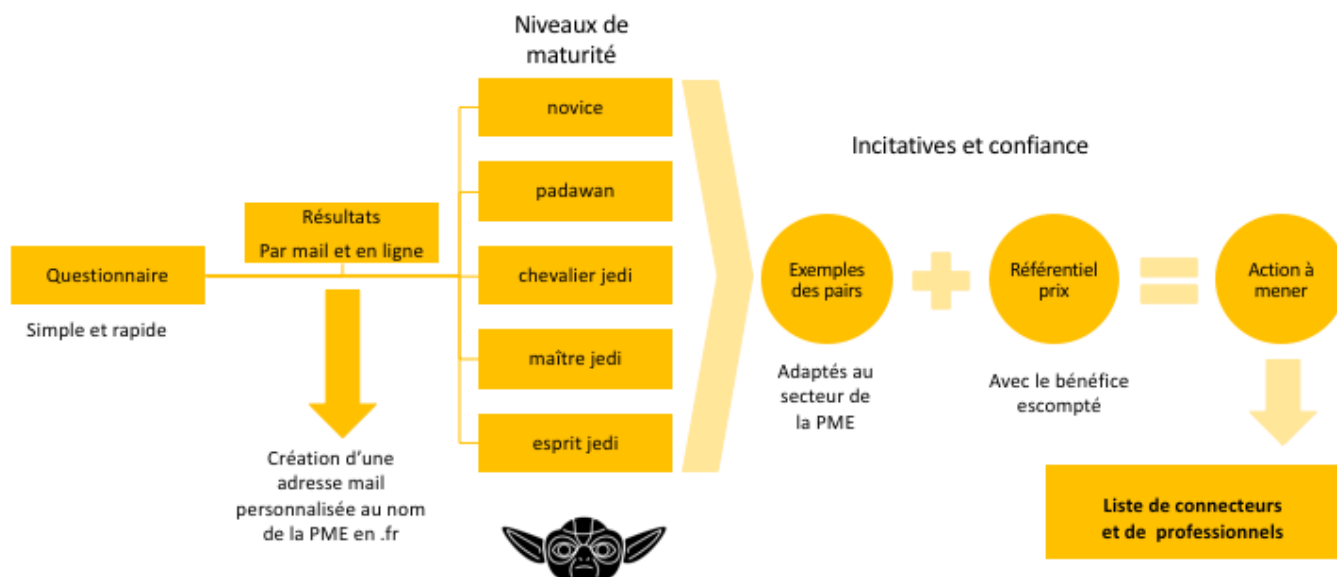 Niveaux de
maturité
novice
padawan
chevalier jedi
maître jedi
esprit jedi
Questionnaire
Simple et rapide
Résultats
Par mail et en ligne
Création d’une
adresse mail
personnalisée au nom
de la PME en .fr
Incitatives et confiance
Exemples
des pairs
Adaptés au
secteur de
la PME
Référentiel
prix
Avec le bénéfice
escompté
Action à
mener
Liste de connecteurs
et de professionnels